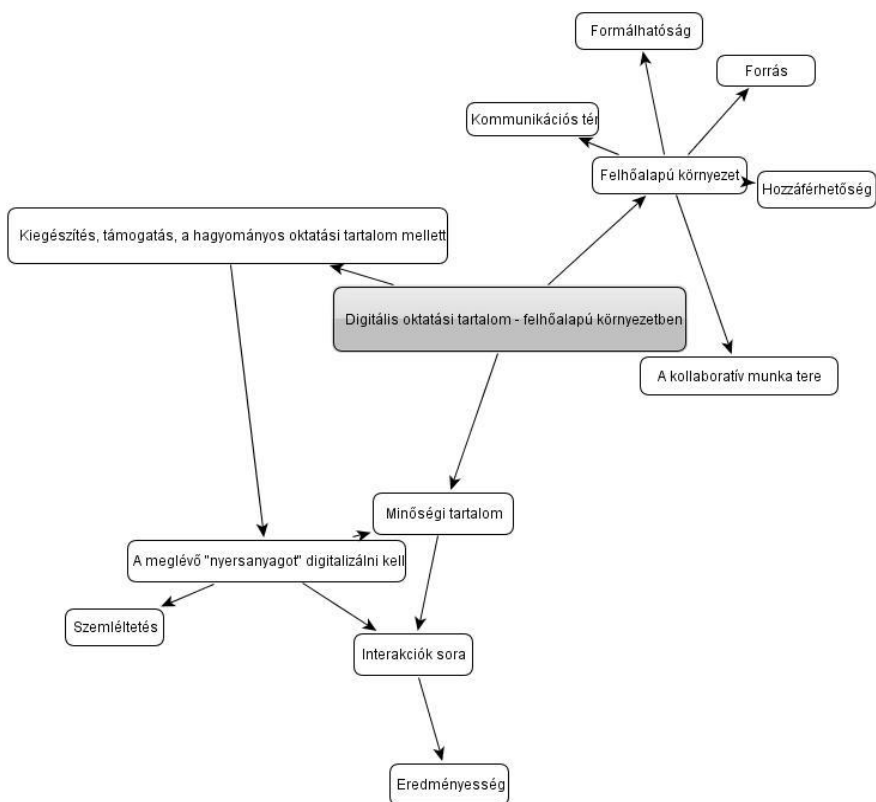 Formálhatóság
Forrás
Kommunikációs tér
Felhőalapú környezet
Hozzáférhetőség
Kiegészítés, támogatás, a hagyományos oktatási tartalom mellett
Digitális oktatási tartalom - felhőalapú környezetben
A kollaboratív munka tere
Minőségi tartalom
A meglévő "nyersanyagot" digitalizálni kell
Szemléltetés
Interakciók sora
Eredményesség